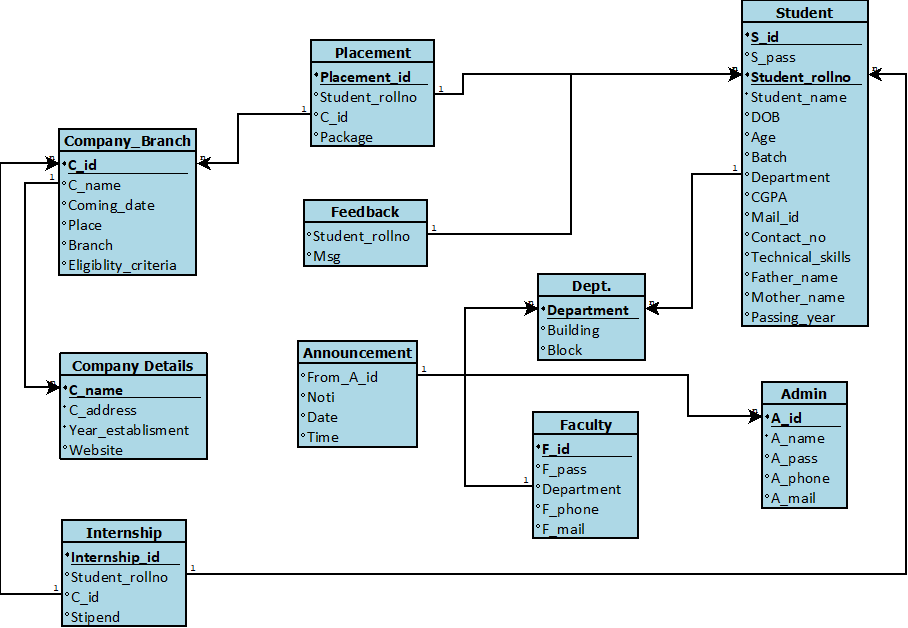 Student
S_id
S_pass
Student_rollno
Student_name
DOB
Age
Batch
Department
CGPA
Mail_id
Contact_no
Technical_skills
Father_name
Mother_name
Passing_year
Placement
Placement_id
Student_rollno
C_id
Package
1
1
n
n
Company_Branch
C_id
C_name
Coming_date
Place
Branch
Eligiblity_criteria
n
n
1
Feedback
Student_rollno
Msg
1
1
Dept.
Department
Building
Block
n
n
Announcement
From_A_id
Noti
Date
Time
1
Company Details
C_name
C_address
Year_establisment
Website
n
Admin
A_id
A_name
A_pass
A_phone
A_mail
n
Faculty
F_id
F_pass
Department
F_phone
F_mail
1
Internship
Internship_id
Student_rollno
C_id
Stipend
1
1